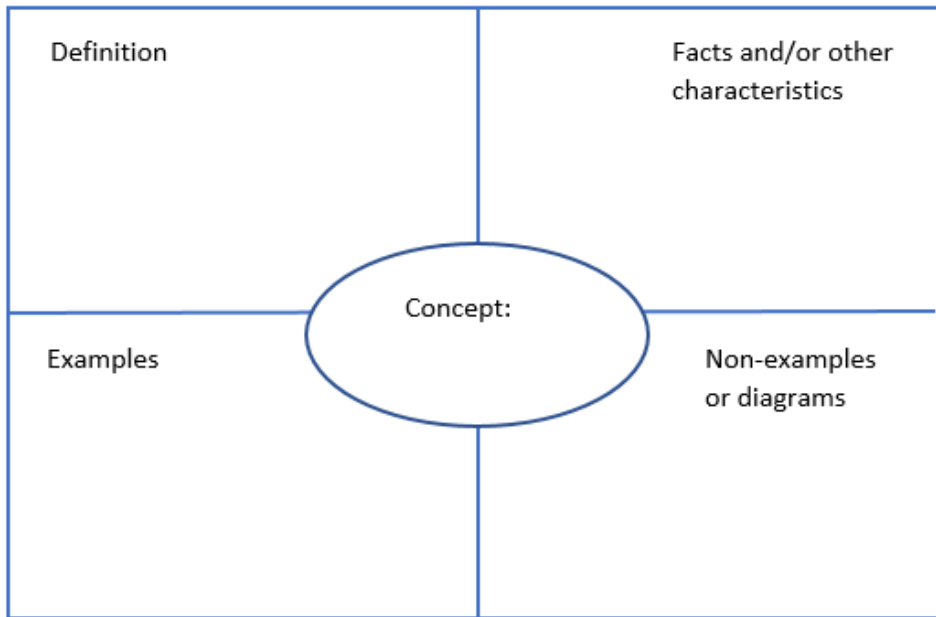 Definition
Facts and/or other
characteristics
Concept:
Examples
Non-examples
or diagrams